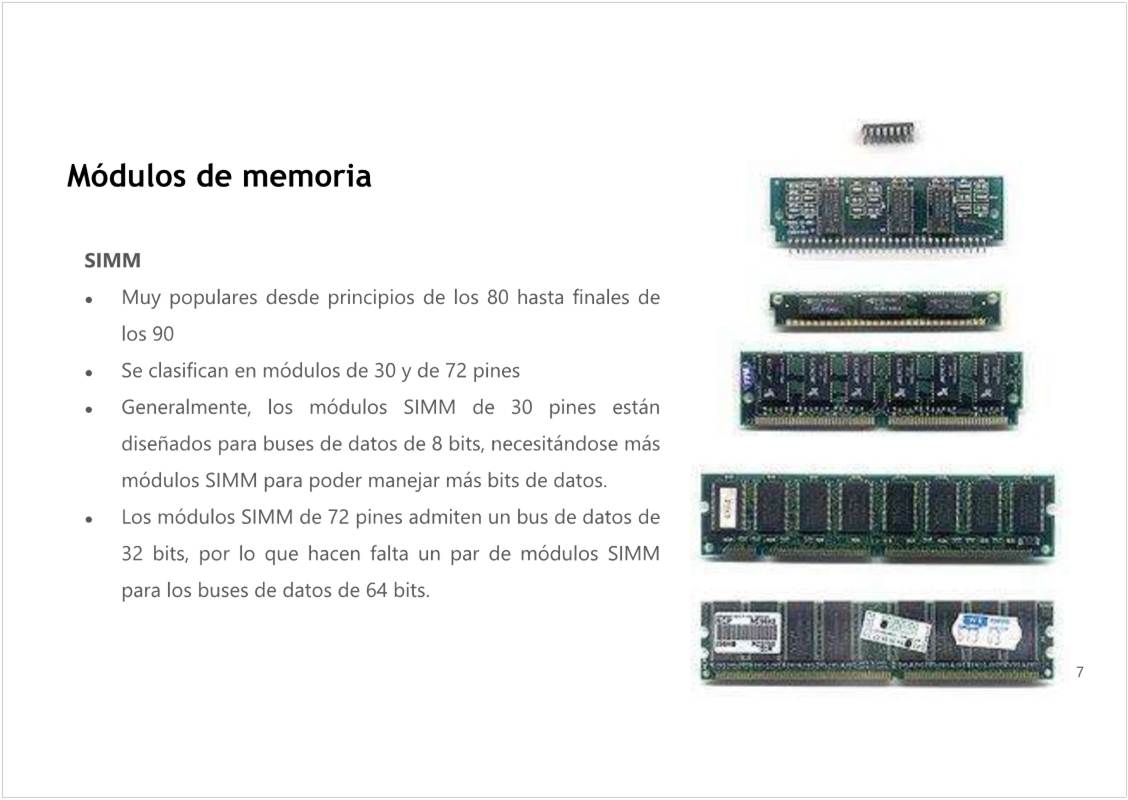 Módulos de memoria
SIMM
● Muy populares desde principios de los 80 hasta finales de
los 90
● Se clasifican en módulos de 30 y de 72 pines
● Generalmente, los módulos SIMM de 30 pines están
diseñados para buses de datos de 8 bits, necesitándose más
módulos SIMM para poder manejar más bits de datos.
● Los módulos SIMM de 72 pines admiten un bus de datos de
32 bits, por lo que hacen falta un par de módulos SIMM
para los buses de datos de 64 bits.
7